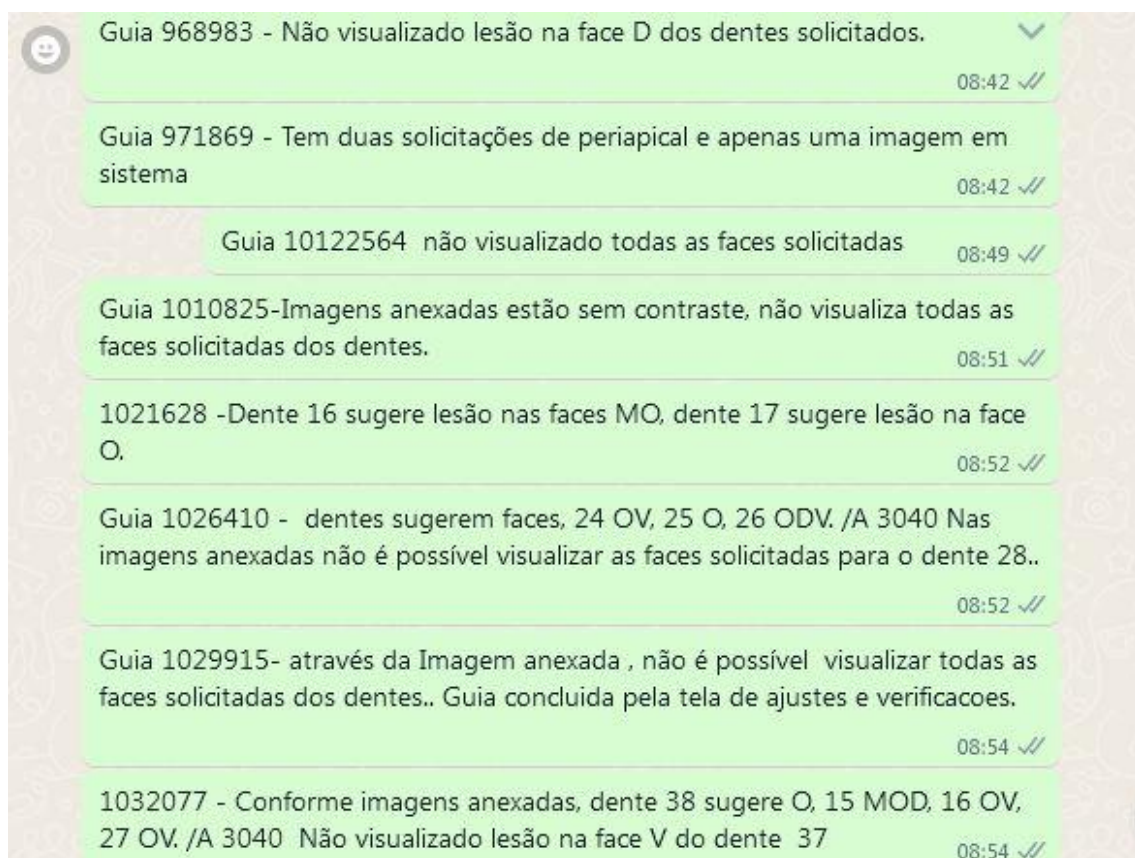 Guia 968983 - Não visualizado lesão na face D dos dentes solicitados.
08:42
Guia 971869 - Tem duas solicitações de periapical e apenas uma imagem em
sistema
08:42
Guia 10122564  não visualizado todas as faces solicitadas
08:49
Guia 1010825-Imagens anexadas estão sem contraste, não visualiza todas as
faces solicitadas dos dentes.
08:51
1021628 -Dente 16 sugere lesão nas faces MO, dente 17 sugere lesão na face
O.
08:52
Guia 1026410 -  dentes sugerem faces, 24 OV, 25 O, 26 ODV. /A 3040 Nas
imagens anexadas não é possível visualizar as faces solicitadas para o dente 28..
08:52
Guia 1029915- através da Imagem anexada , não é possível  visualizar todas as
faces solicitadas dos dentes.. Guia concluida pela tela de ajustes e verificacoes.
08:54
1032077 - Conforme imagens anexadas, dente 38 sugere O, 15 MOD, 16 OV,
27 OV. /A 3040  Não visualizado lesão na face V do dente  37
08:54